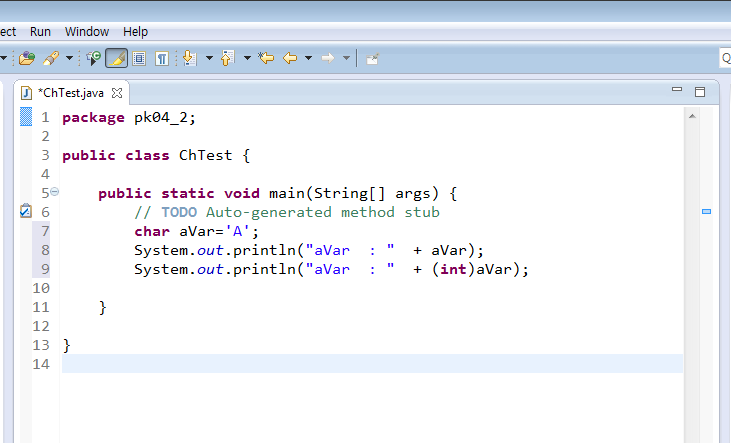 ect Run Window Help
*ChTest.java
1 package pk04_2;
2
3 public class ChTest {
4
5 public static void main(String[] args) {
6 // TODO Auto-generated method stub
7 char aVar='A';
8 System.out.println("aVar  : "  + aVar);
9 System.out.println("aVar  : "  + (int)aVar);
10
11 }
12
13 }
14